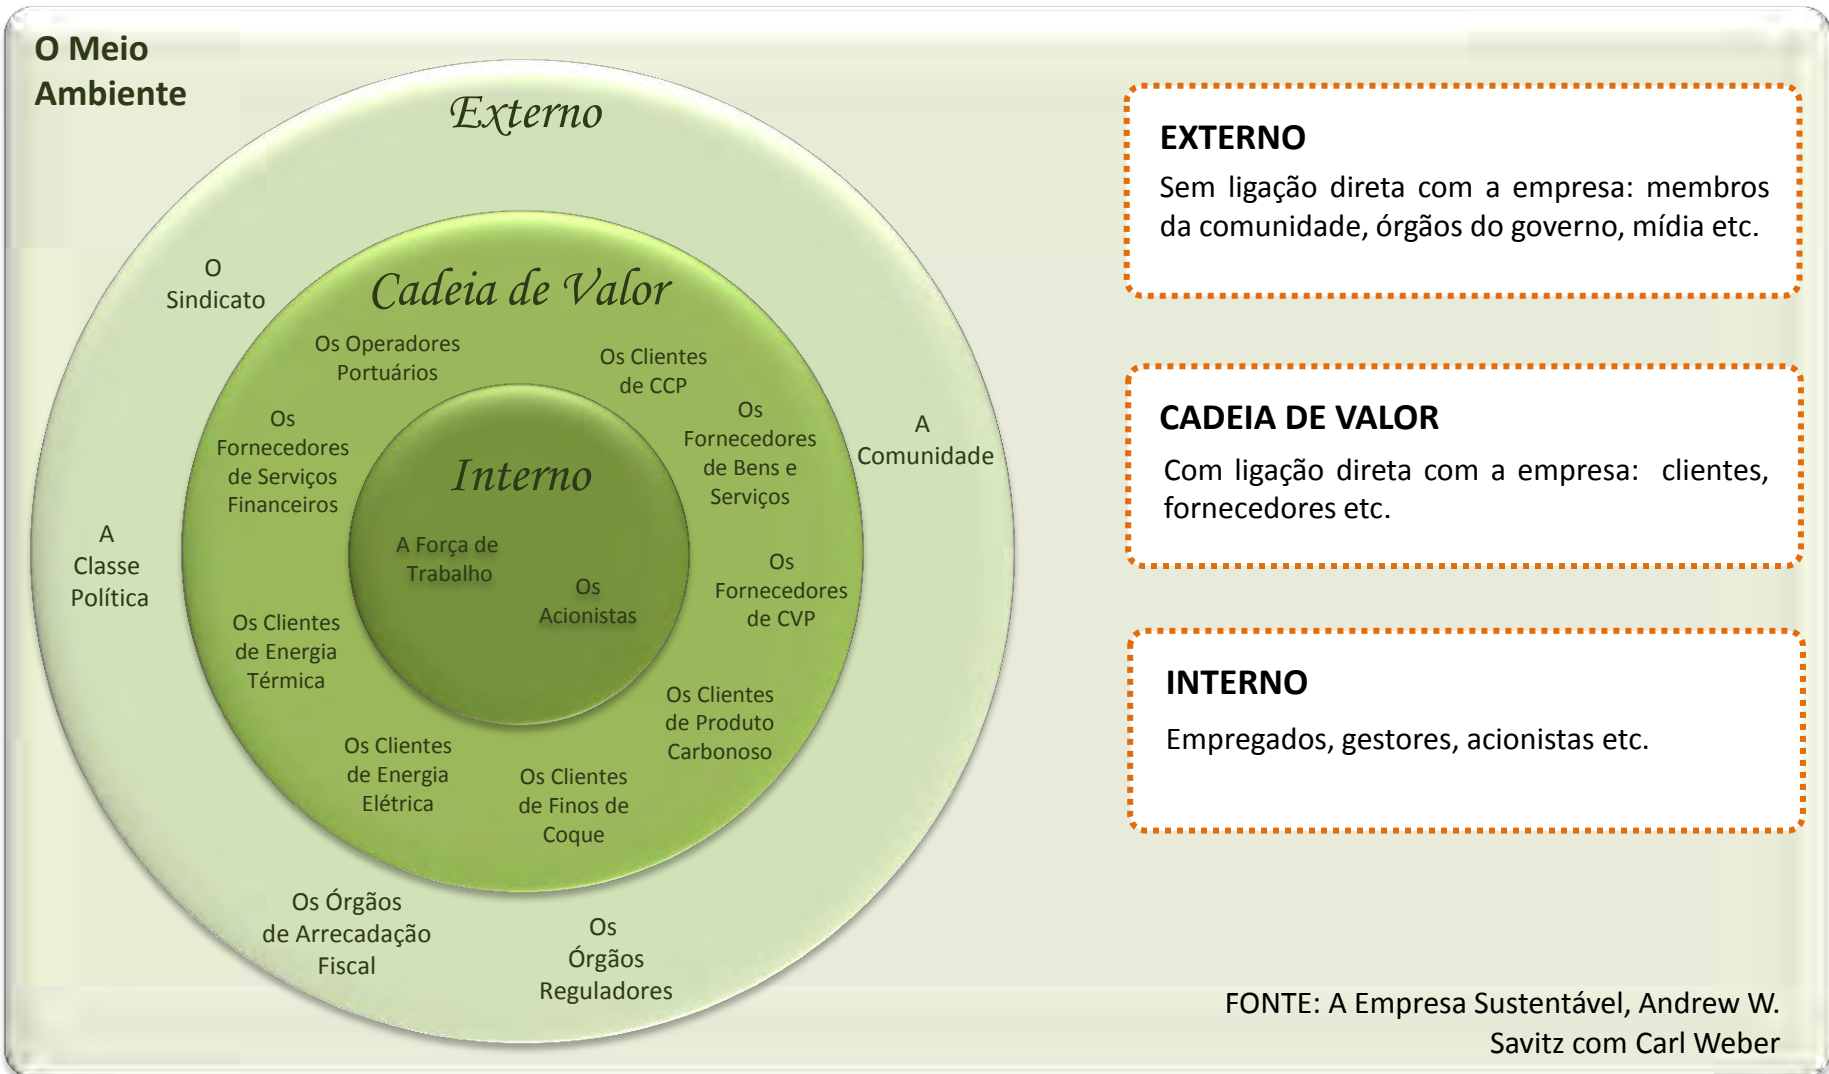 O Meio
Ambiente
Externo
O
Sindicato
A
Classe
Política
A
Comunidade
Os Órgãos
de Arrecadação
Fiscal
Os
Órgãos
Reguladores
Cadeia de Valor
Os Operadores
Portuários
Os Clientes
de CCP
Os
Fornecedores
de Serviços
Financeiros
Os
Fornecedores
de Bens e
Serviços
Os
Fornecedores
de CVP
Os Clientes
de Energia
Térmica
Os Clientes
de Produto
Carbonoso
Os Clientes
de Energia
Elétrica
Os Clientes
de Finos de
Coque
Interno
A Força de
Trabalho
Os
Acionistas
EXTERNO
Sem ligação direta com a empresa: membros
da comunidade, órgãos do governo, mídia etc.
CADEIA DE VALOR
Com ligação direta com a empresa: clientes,
fornecedores etc.
INTERNO
Empregados, gestores, acionistas etc.
FONTE: A Empresa Sustentável, Andrew W.
Savitz com Carl Weber